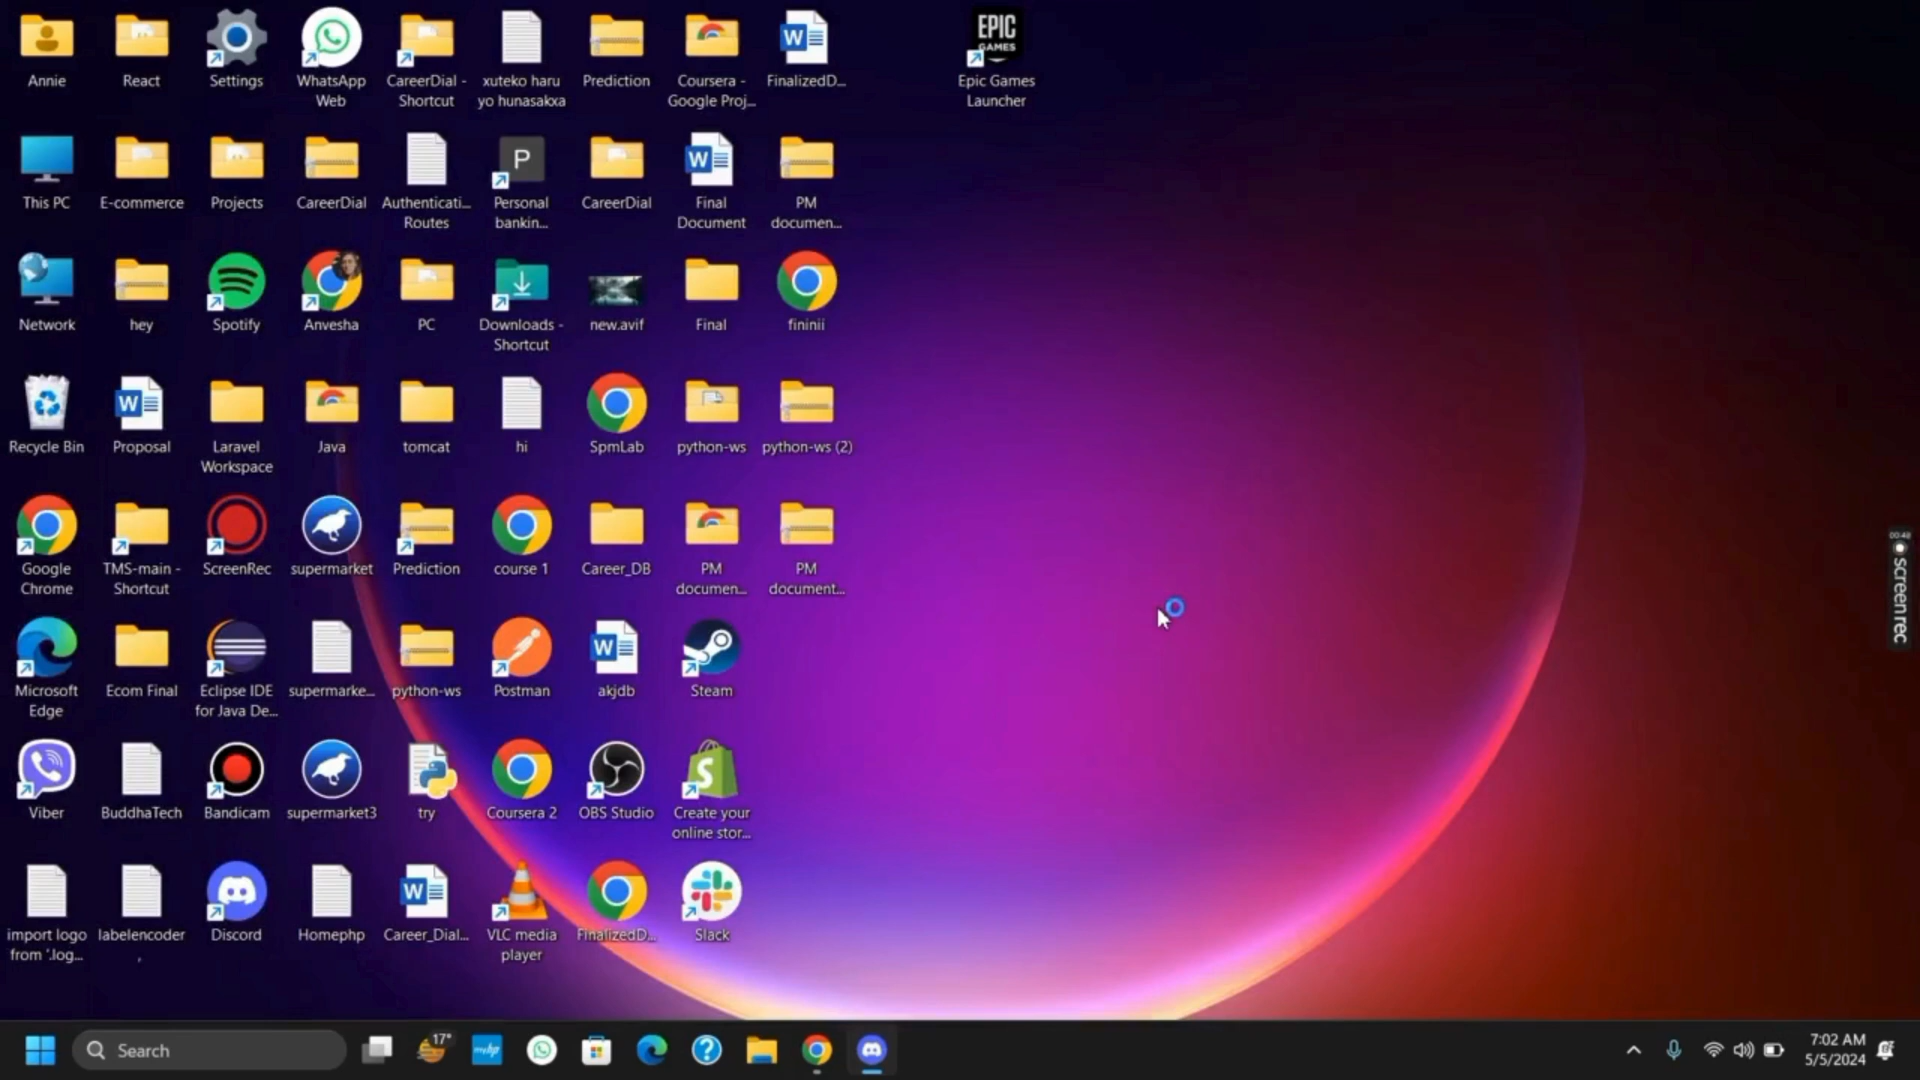 Annie
React
Settings
WhatsApp
Web
CareerDial -
Shortcut
xuteko haru
yo hunasakxa
Prediction
Coursera -
Google Proj...
FinalizedD...
EPIC
GAMES
Epic Games
Launcher
This PC
E-commerce
Projects
CareerDial
Authenticati...
Routes
P
Personal
bankin...
CareerDial
Final
Document
PM
documen...
Network
hey
Spotify
Anvesha
PC
Downloads -
Shortcut
new.avif
Final
fininii
Recycle Bin
Proposal
Laravel
Workspace
Java
tomcat
hi
SpmLab
python-ws
python-ws (2)
Google
Chrome
TMS-main -
Shortcut
ScreenRec
supermarket
Prediction
course 1
Career_DB
PM
documen...
PM
document...
00:48
screenrec
Microsoft
Edge
Ecom Final
Eclipse IDE
for Java De...
supermarke...
python-ws
Postman
akjdb
Steam
Viber
BuddhaTech
Bandicam
supermarket3
try
Coursera 2
OBS Studio
Create your
online stor...
import logo
from '.log...
labelencoder
,
Discord
Homephp
Career_Dial...
VLC media
player
FinalizedD...
Slack
Search
17°
myhp
7:02 AM
5/5/2024